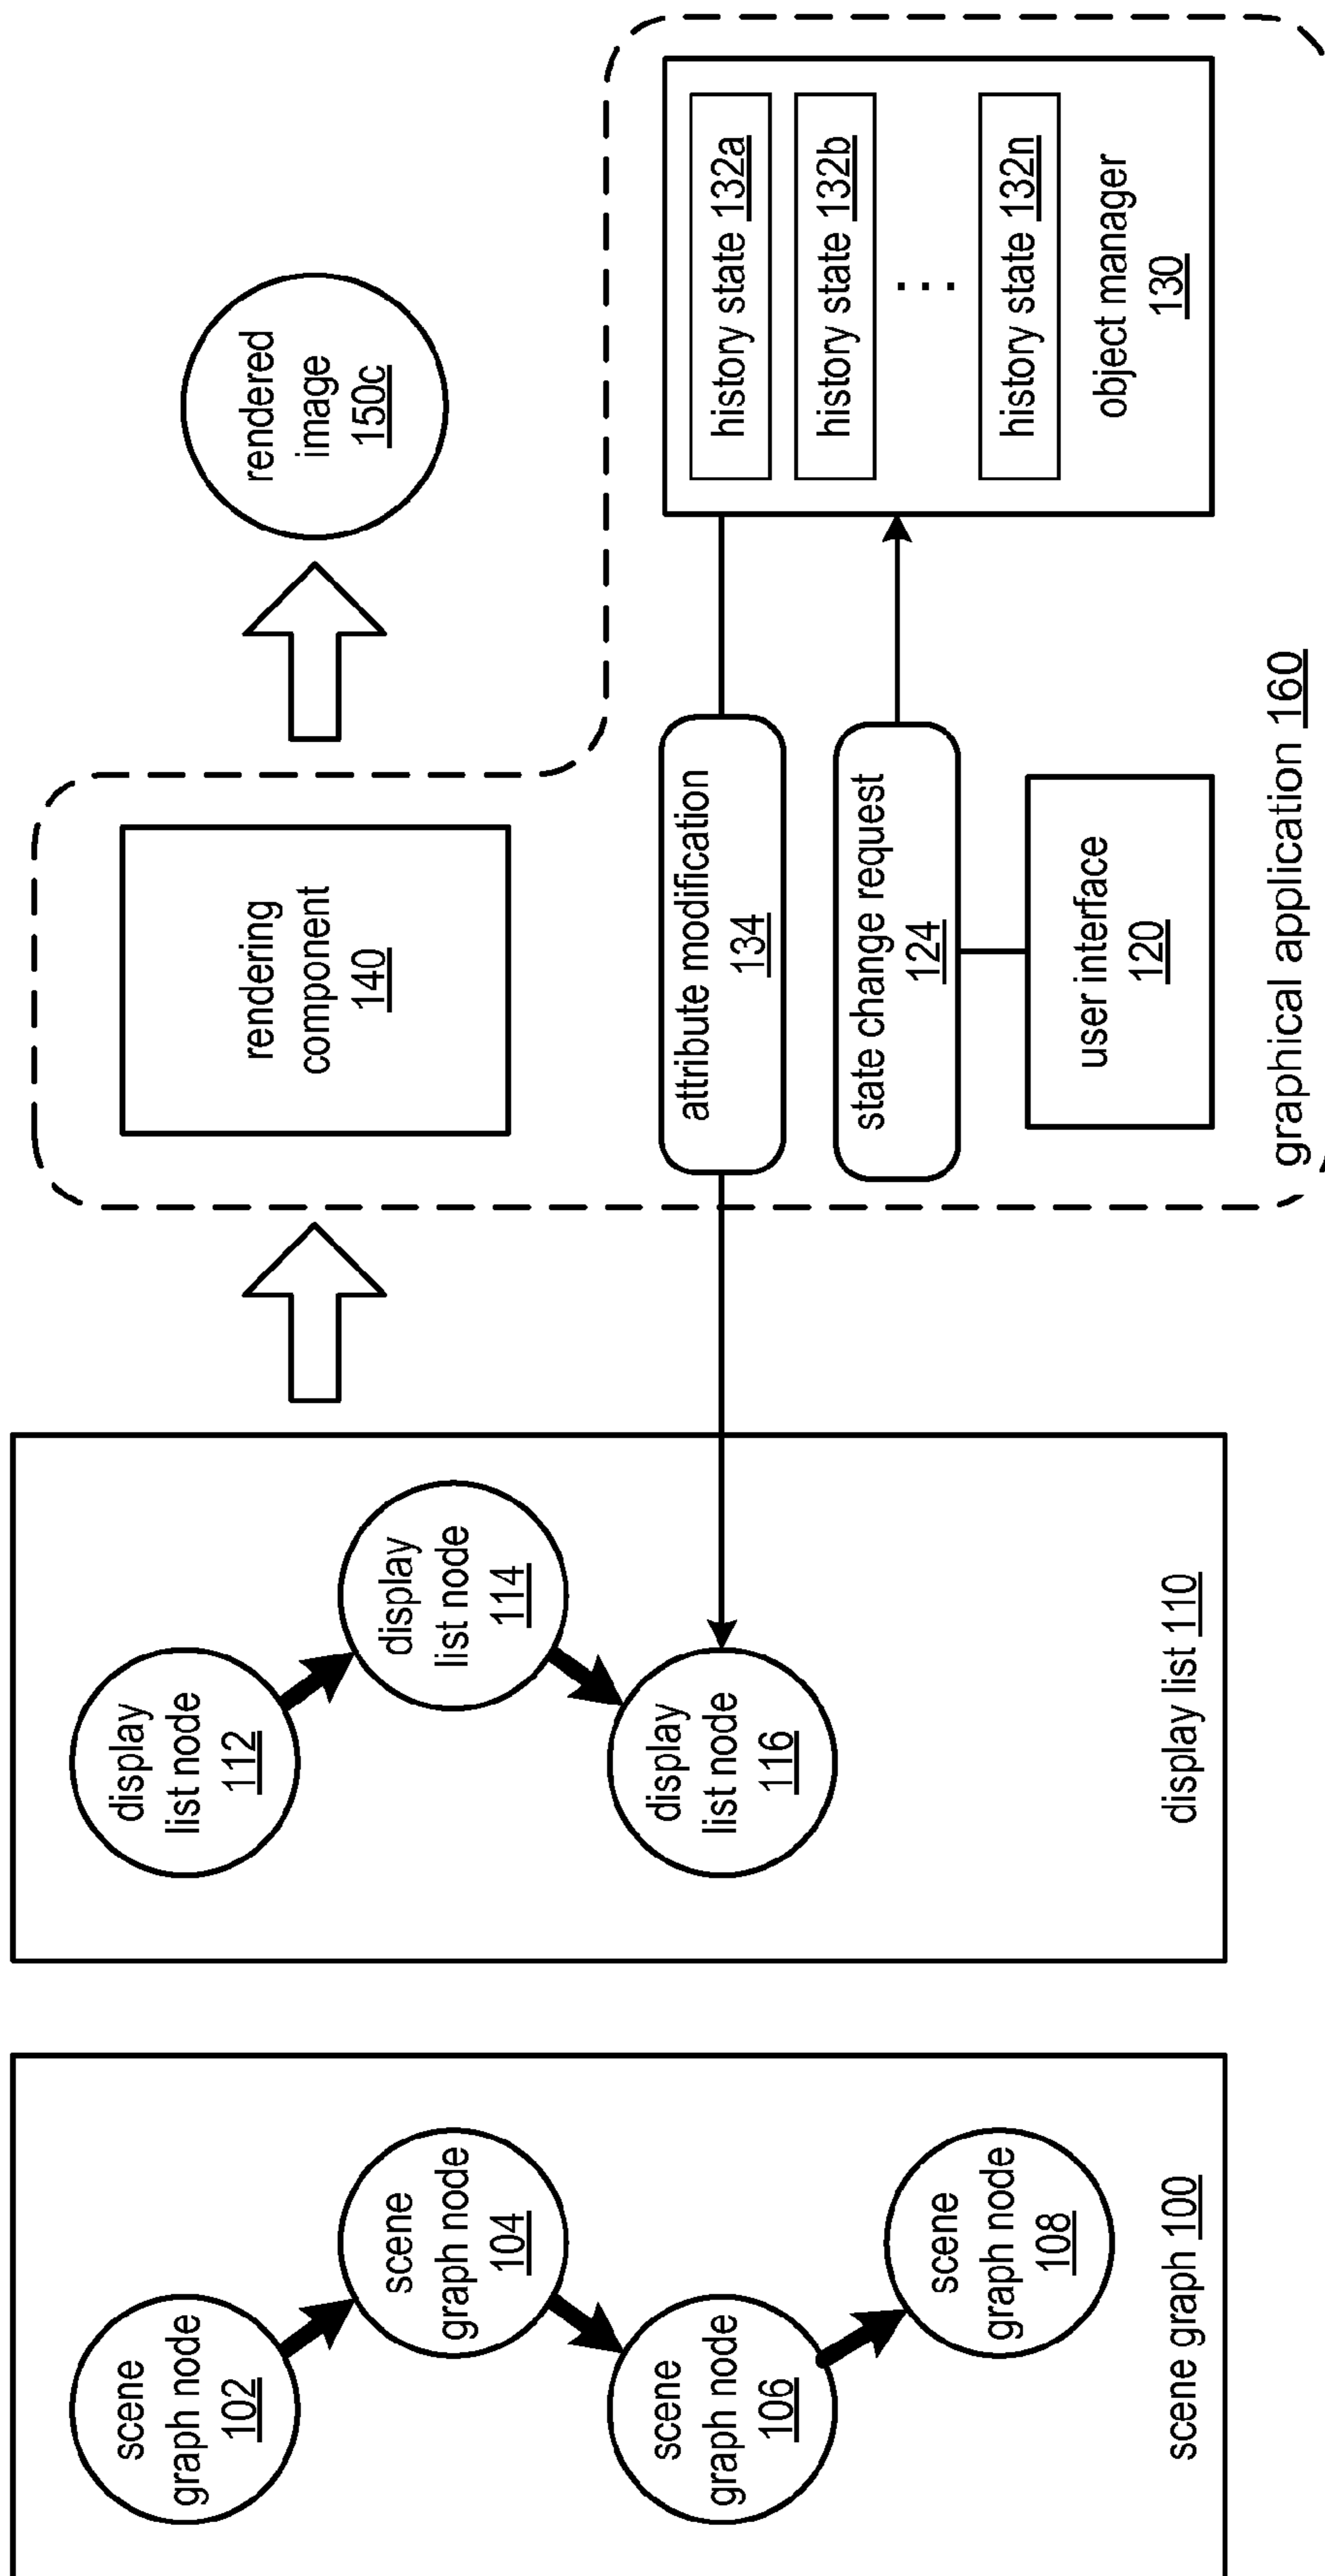 scene
graph node
102
scene
graph node
104
scene
graph node
106
scene
graph node
108
scene graph 100
display
list node
112
display
list node
114
display
list node
116
display list 110
rendering
component
140
rendered
image
150c
attribute modification
134
state change request
124
user interface
120
history state 132a
history state 132b
...
history state 132n
object manager
130
graphical application 160